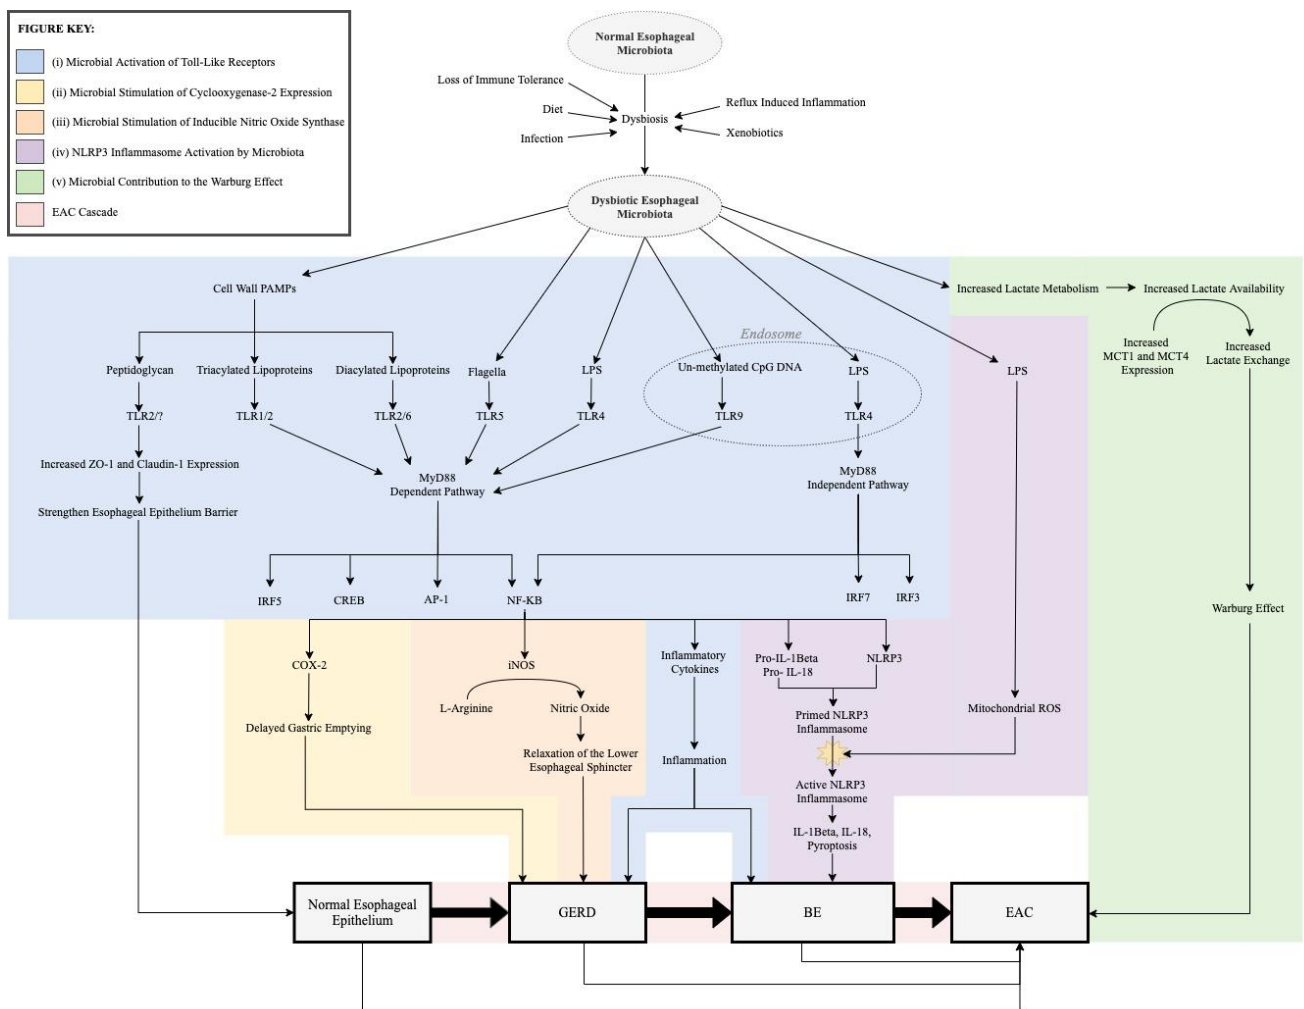 FIGURE KEY:
(i) Microbial Activation of Toll-Like Receptors
(ii) Microbial Stimulation of Cyclooxygenase-2 Expression
(iii) Microbial Stimulation of Inducible Nitric Oxide Synthase
(iv) NLRP3 Inflammasome Activation by Microbiota
(v) Microbial Contribution to the Warburg Effect
EAC Cascade
Normal Esophageal
Microbiota
Loss of Immune Tolerance
Diet
Infection
Dysbiosis
Reflux Induced Inflammation
Xenobiotics
Dysbiotic Esophageal
Microbiota
Cell Wall PAMPs
Increased Lactate Metabolism
Increased Lactate Availability
Endosome
Increased
MCT1 and MCT4
Expression
Increased
Lactate Exchange
Peptidoglycan
Triacylated Lipoproteins
Diacylated Lipoproteins
Flagella
LPS
Un-methylated CpG DNA
LPS
LPS
TLR2/?
TLR1/2
TLR2/6
TLR5
TLR4
TLR9
TLR4
Increased ZO-1 and Claudin-1 Expression
MyD88
Dependent Pathway
MyD88
Independent Pathway
Strengthen Esophageal Epithelium Barrier
IRF5
CREB
AP-1
NF-KB
IRF7
IRF3
Warburg Effect
COX-2
iNOS
Inflammatory
Cytokines
Pro-IL-1Beta
Pro- IL-18
NLRP3
L-Arginine
Nitric Oxide
Primed NLRP3
Inflammasome
Mitochondrial ROS
Delayed Gastric Emptying
Relaxation of the Lower
Esophageal Sphincter
Inflammation
Active NLRP3
Inflammasome
IL-1Beta, IL-18,
Pyroptosis
Normal Esophageal
Epithelium
GERD
BE
EAC